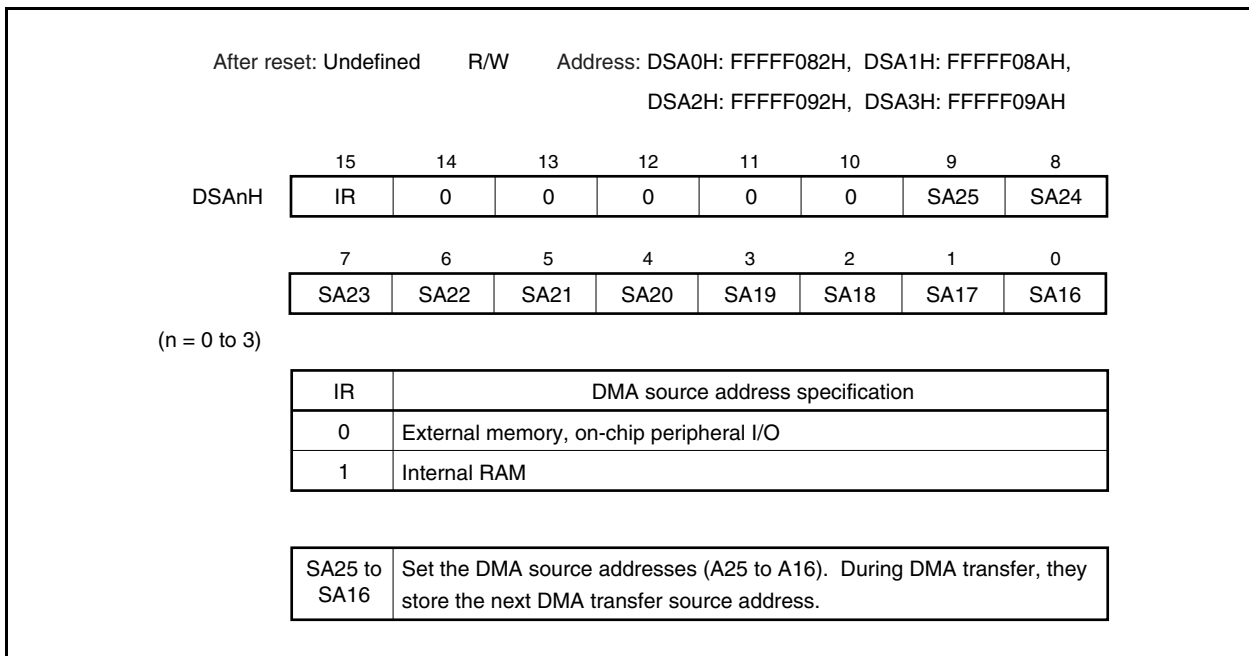 After reset: Undefined R/W Address: DSA0H: FFFFF082H, DSA1H: FFFFF08AH,
DSA2H: FFFFF092H, DSA3H: FFFFF09AH
15 14 13 12 11 10 9 8
DSAnH IR 0 0 0 0 0 SA25 SA24
7 6 5 4 3 2 1 0
SA23 SA22 SA21 SA20 SA19 SA18 SA17 SA16
(n = 0 to 3)
IR DMA source address specification
0 External memory, on-chip peripheral I/O
1 Internal RAM
SA25 to SA16 Set the DMA source addresses (A25 to A16). During DMA transfer, they
store the next DMA transfer source address.